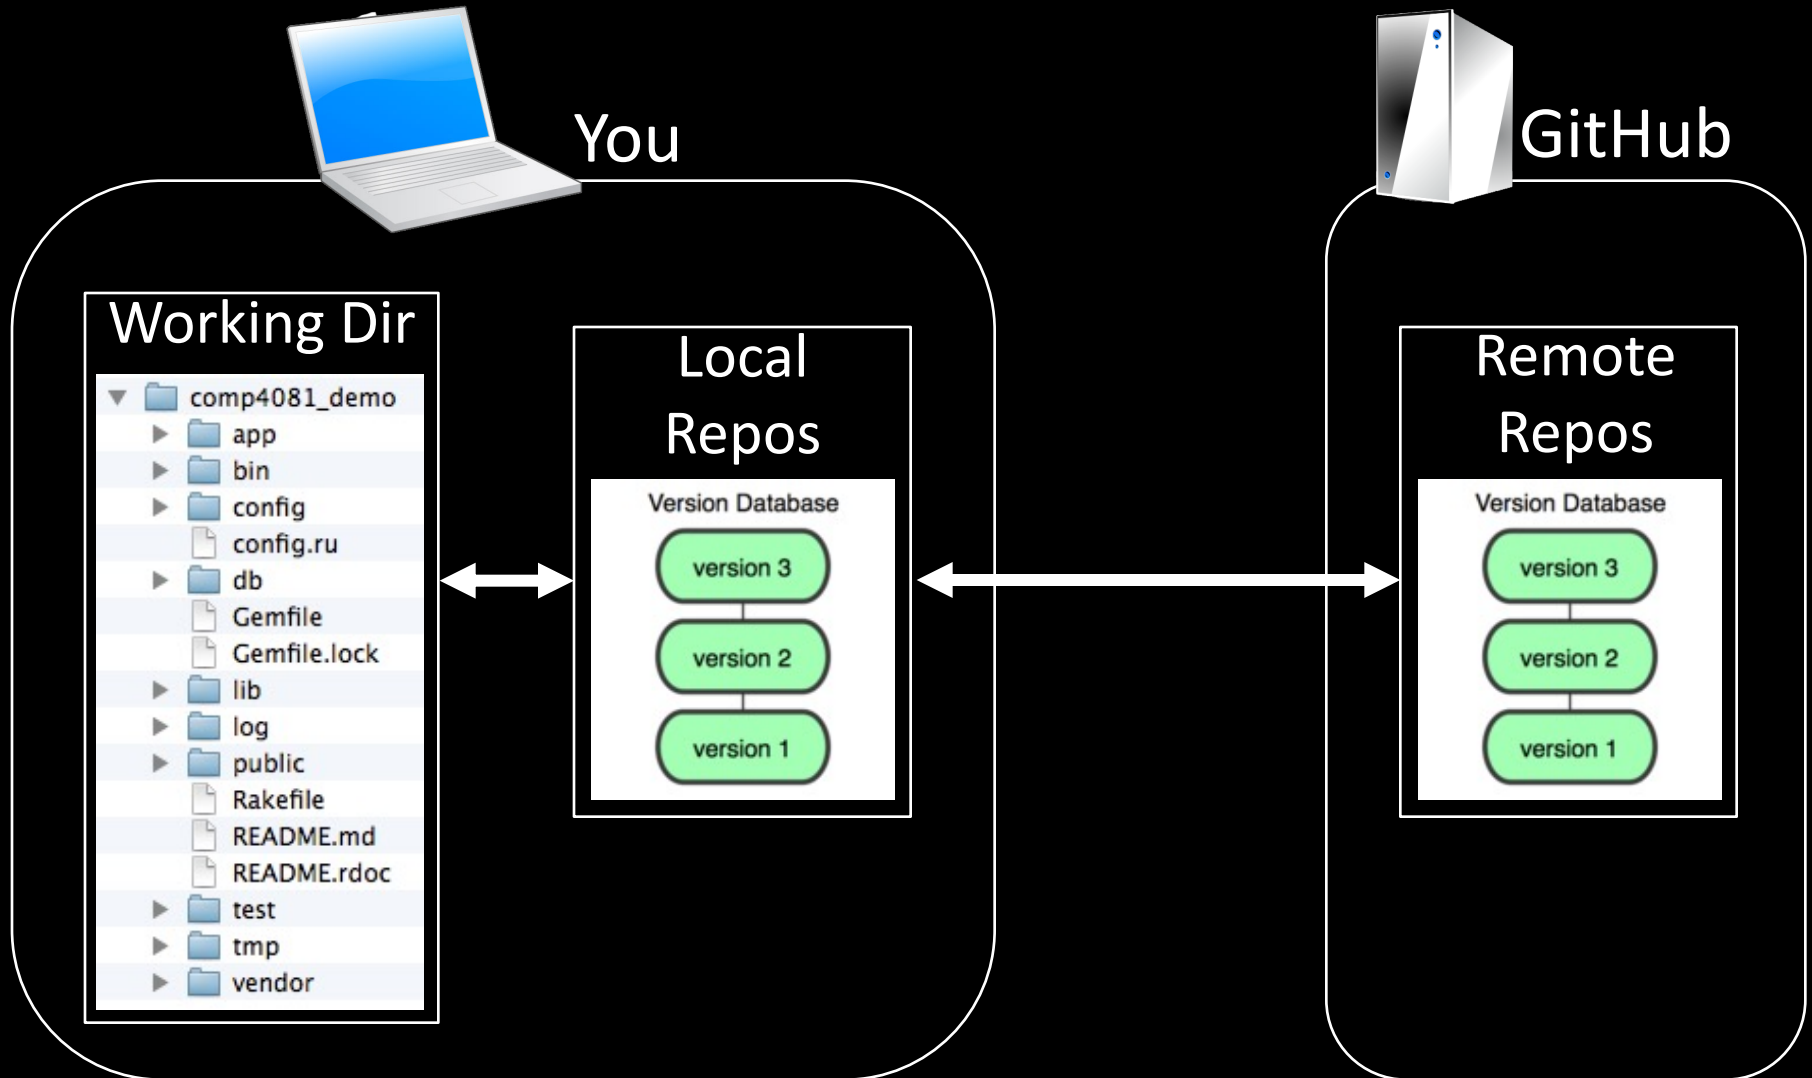 You
GitHub
Working Dir
comp4081_demo
app
bin
config
config.ru
db
Gemfile
Gemfile.lock
lib
log
public
Rakefile
README.md
README.rdoc
test
tmp
vendor
Local
Repos
Version Database
version 3
version 2
version 1
Remote
Repos
Version Database
version 3
version 2
version 1